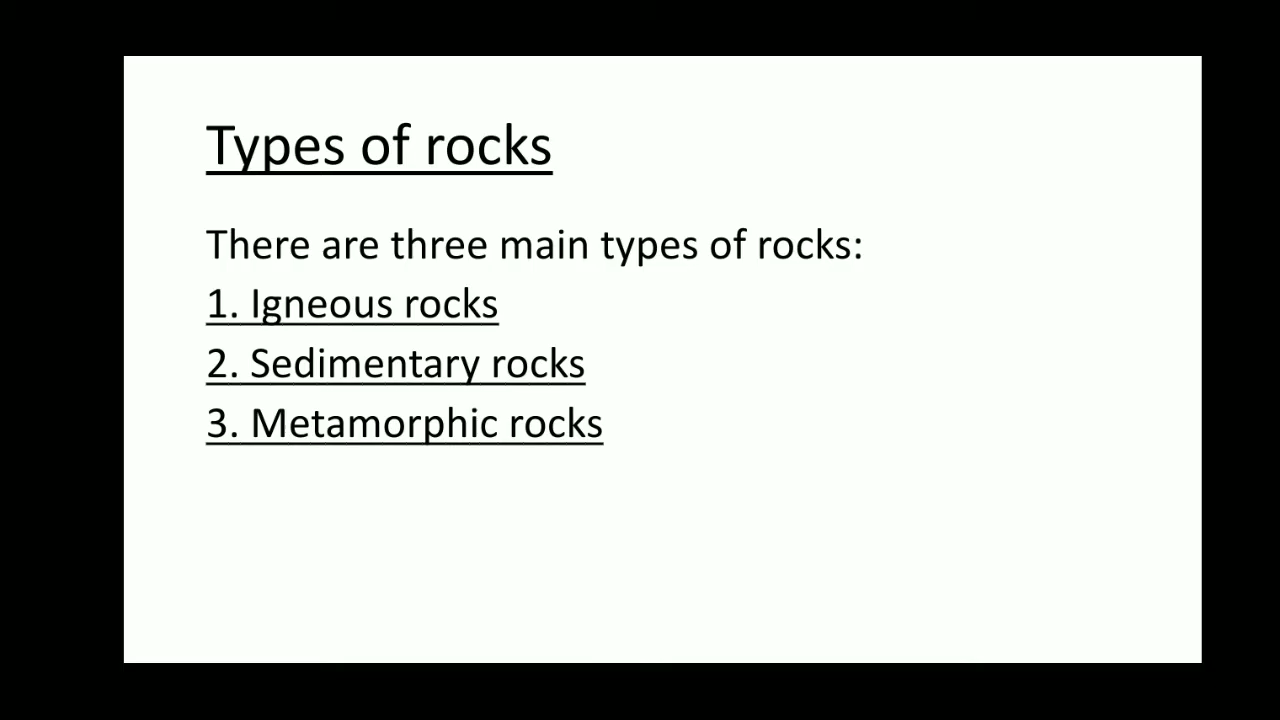 Types of rocks
There are three main types of rocks:
1. Igneous rocks
2. Sedimentary rocks
3. Metamorphic rocks